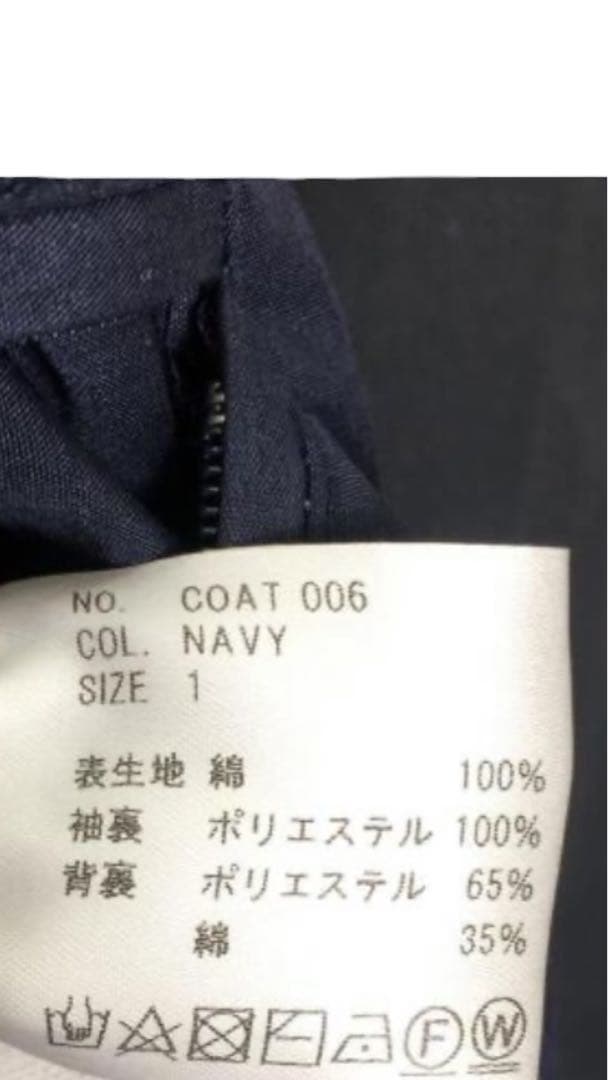 NO. COAT 006
COL. NAVY
SIZE 1
表生地 綿 100%
袖裏 ポリエステル 100%
背裏 ポリエステル 65%
綿 35%
F W